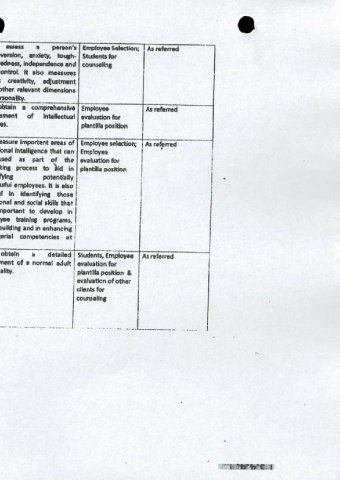 assess a person's
version, anxiety, tough-
edness, independence and
control. It also measures
creativity, adjustment
other relevant dimensions
rsonality.
Employee Selection;
Students for
counseling
As referred
obtain a comprehensive
sment of Intellectual
es.
Employee
evaluation for
plantilla position
As referred
easure important areas of
ional Intelligence that can
used as part of the
ting process to aid in
ifying potentially
ssful employees. It is also
l in identifying those
onal and social skills that
mportant to develop in
yee training programs,
building and in enhancing
erial competencies at
Employee selection;
Employee
evaluation for
plantilla position
As referred
obtain a detailed
ment of a normal adult
ality.
Students, Employee
evaluation for
plantilla position &
evaluation of other
clients for
counseling
As referred